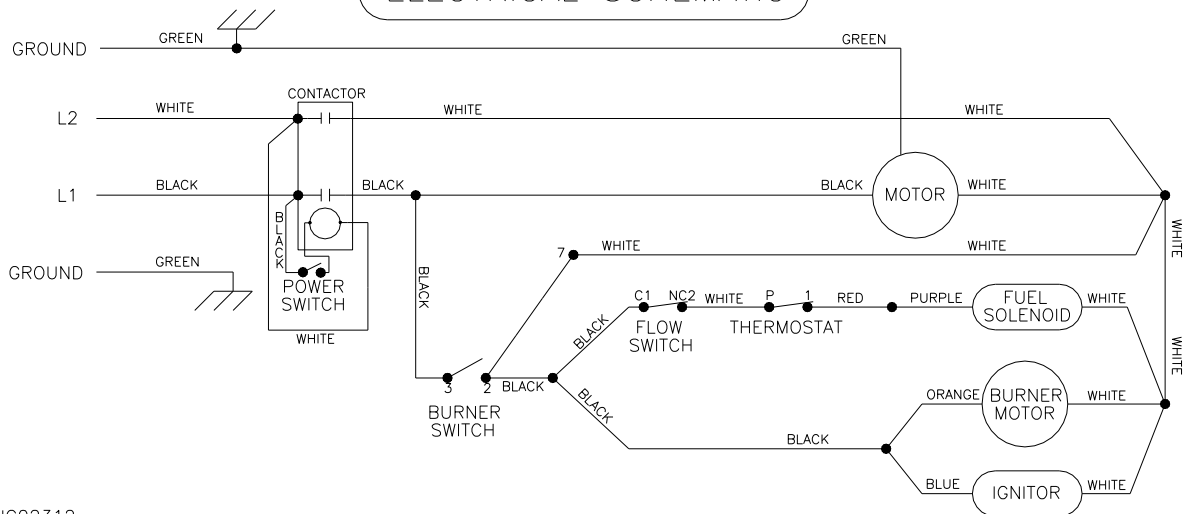 GREEN
GREEN
GROUND
CONTACTOR
L2
WHITE
WHITE
WHITE
L1
BLACK
BLACK
BLACK
MOTOR
WHITE
BLACK
WHITE
7
WHITE
WHITE
GROUND
GREEN
POWER
SWITCH
WHITE
BLACK
C1
NC2
WHITE
P
1
RED
PURPLE
FUEL
SOLENOID
WHITE
FLOW
SWITCH
THERMOSTAT
BLACK
WHITE
3
2
BLACK
BURNER
SWITCH
BLACK
ORANGE
BURNER
MOTOR
WHITE
BLACK
BLUE
IGNITOR
WHITE